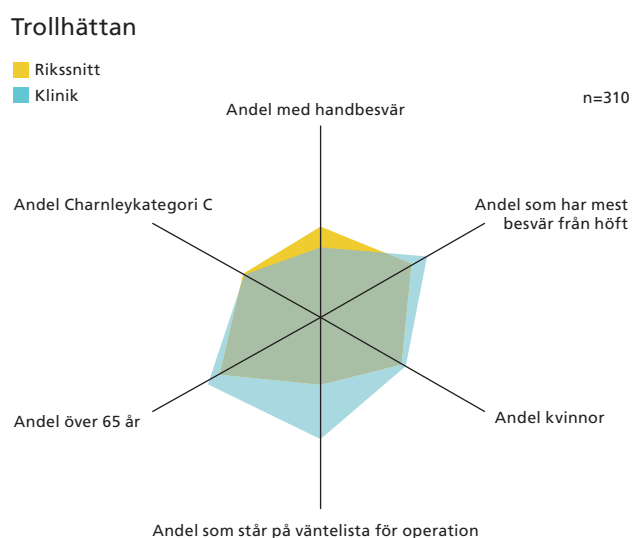 Trollhättan
Rikssnitt
Klinik
n=310
Andel med handbesvär
Andel Charnleykategori C
Andel som har mest
besvär från höft
Andel över 65 år
Andel kvinnor
Andel som står på väntelista för operation